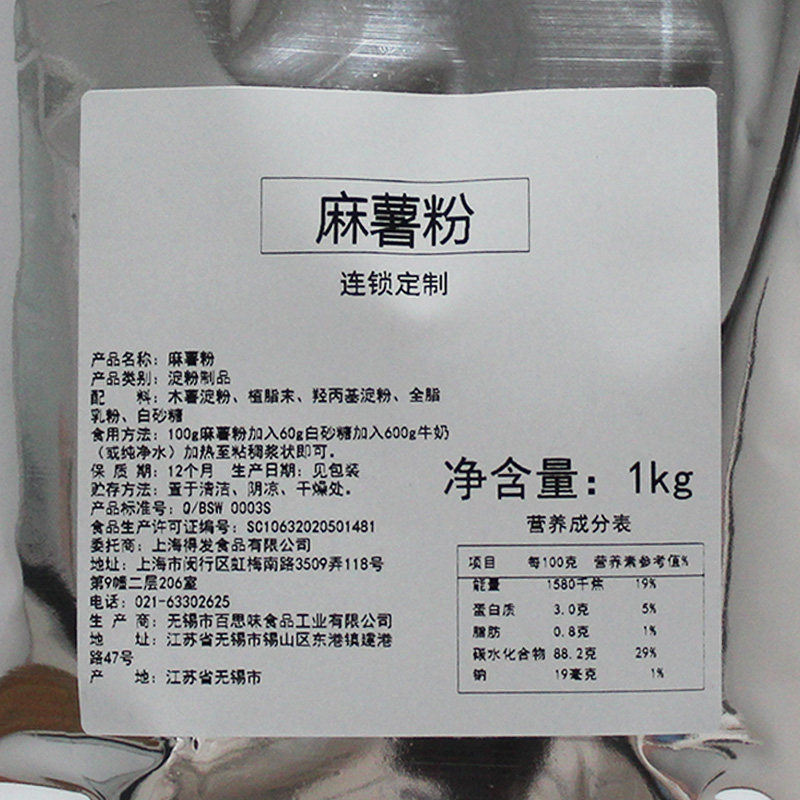 麻薯粉
连锁定制
产品名称：麻薯粉
产品类别：淀粉制品
配　　料：木薯淀粉、植脂末、羟丙基淀粉、全脂
乳粉、白砂糖
食用方法：100g麻薯粉加入60g白砂糖加入600g牛奶
（或纯净水）加热至粘稠浆状即可。
保 质 期：12个月　生产日期：见包装
贮存方法：置于清洁、阴凉、干燥处。
产品标准号：Q/BSW 0003S
食品生产许可证编号：SC10632020501481
委托商：上海得发食品有限公司
地址：上海市闵行区虹梅南路3509弄118号
第9幢二层206室
电话：021-63302625
生 产 商：无锡市百思味食品工业有限公司
地　　址：江苏省无锡市锡山区东港镇建港
路47号
产　　地：江苏省无锡市
净含量：1kg
营养成分表
项目　每100克　营养素参考值%
能量　1580千焦　19%
蛋白质　3.0克　5%
脂肪　0.8克　1%
碳水化合物　88.2克　29%
钠　19毫克　1%